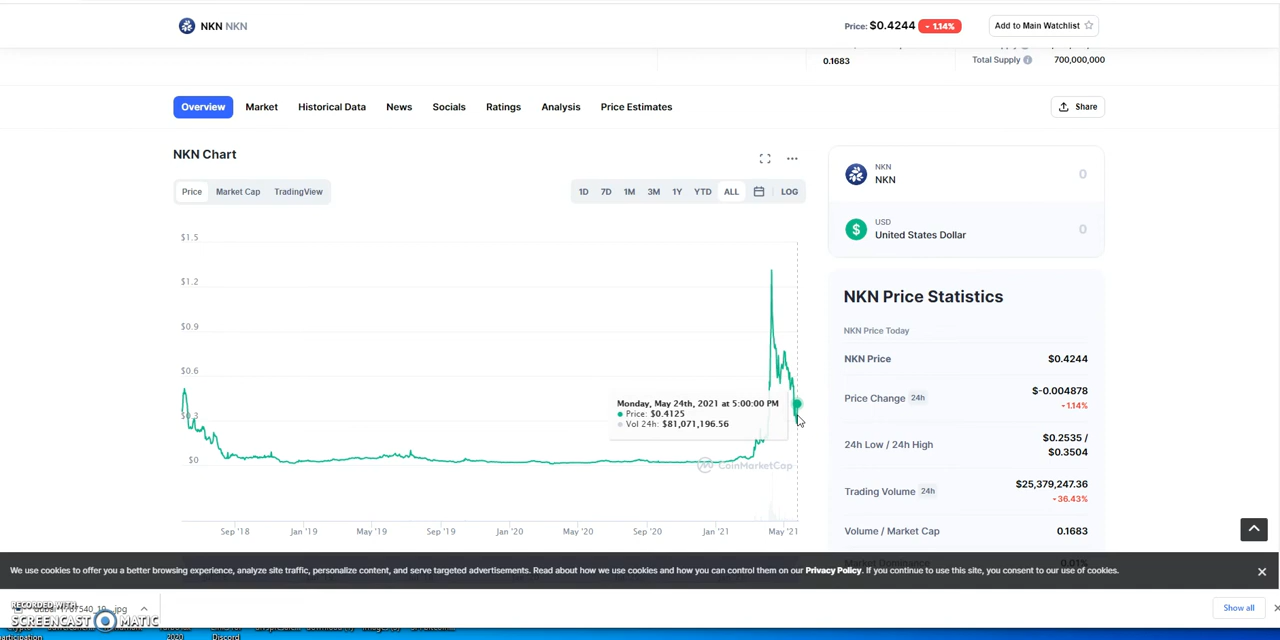 NKN NKN
Price: $0.4244 - 1.14%
Add to Main Watchlist
0.1683
Total Supply
700,000,000
Overview
Market
Historical Data
News
Socials
Ratings
Analysis
Price Estimates
Share
NKN Chart
Price
Market Cap
TradingView
1D
7D
1M
3M
1Y
YTD
ALL
LOG
$1.5
$1.2
$0.9
$0.6
$0.3
$0
Monday, May 24th, 2021 at 5:00:00 PM
Price: $0.4125
Vol 24h: $81,071,196.56
CoinMarketCap
Sep '18
Jan '19
May '19
Sep '19
Jan '20
May '20
Sep '20
Jan '21
May '21
NKN
NKN
0
USD
United States Dollar
0
NKN Price Statistics
NKN Price Today
NKN Price
$0.4244
Price Change 24h
$-0.004878
-1.14%
24h Low / 24h High
$0.2535 /
$0.3504
Trading Volume 24h
$25,379,247.36
-36.43%
Volume / Market Cap
0.1683
We use cookies to offer you a better browsing experience, analyze site traffic, personalize content, and serve targeted advertisements. Read about how we use cookies and how you can control them on our Privacy Policy. If you continue to use this site, you consent to our use of cookies.
RECORDED WITH
SCREENCAST MATIC
Show all
2020
Discord